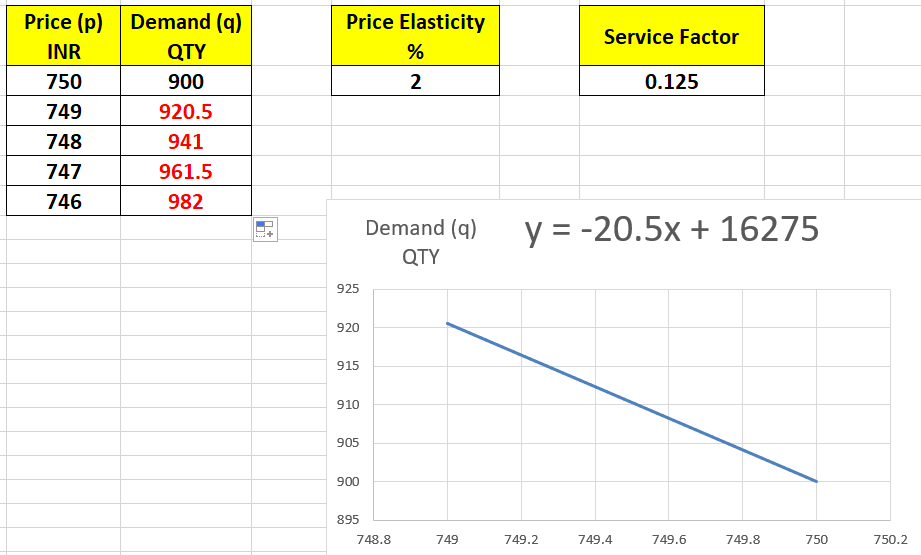 Price (p) Demand (q) Price Elasticity Service Factor
INR QTY %
750 900 2 0.125
749 920.5
748 941
747 961.5
746 982
Demand (q) y = -20.5x + 16275
QTY
925
920
915
910
905
900
895
748.8 749 749.2 749.4 749.6 749.8 750 750.2